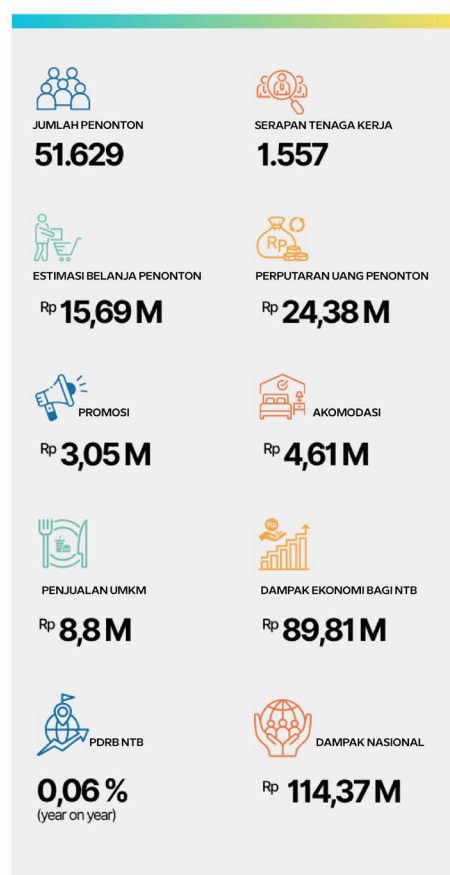 JUMLAH PENONTON
51.629
SERAPAN TENAGA KERJA
1.557
ESTIMASI BELANJA PENONTON
Rp 15,69 M
Rp
PERPUTARAN UANG PENONTON
Rp 24,38 M
PROMOSI
Rp 3,05 M
AKOMODASI
Rp 4,61 M
PENJUALAN UMKM
Rp 8,8 M
Rp
DAMPAK EKONOMI BAGI NTB
Rp 89,81 M
PDRB NTB
0,06 %
(year on year)
DAMPAK NASIONAL
Rp 114,37 M